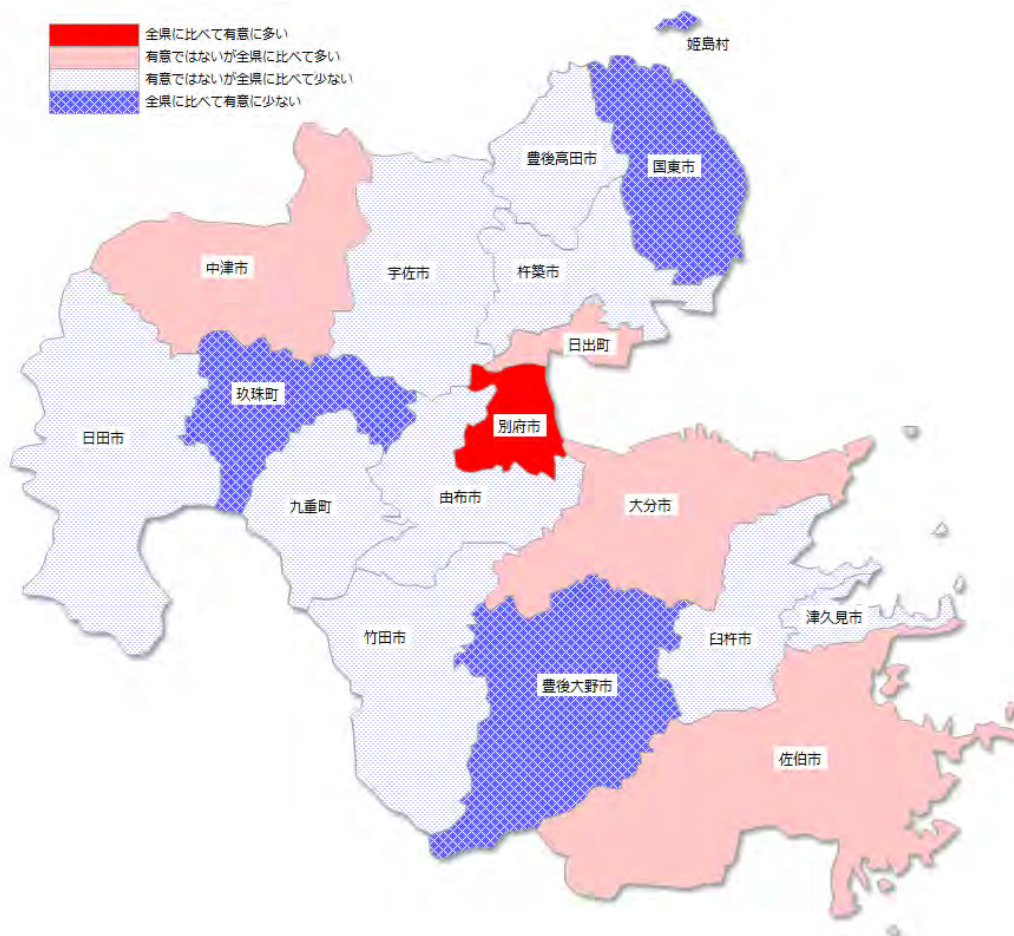 全県に比べて有意に多い
有意ではないが全県に比べて多い
有意ではないが全県に比べて少ない
全県に比べて有意に少ない
姫島村
豊後高田市
国東市
中津市
宇佐市
杵築市
日出町
玖珠町
別府市
日田市
九重町
由布市
大分市
津久見市
竹田市
臼杵市
豊後大野市
佐伯市